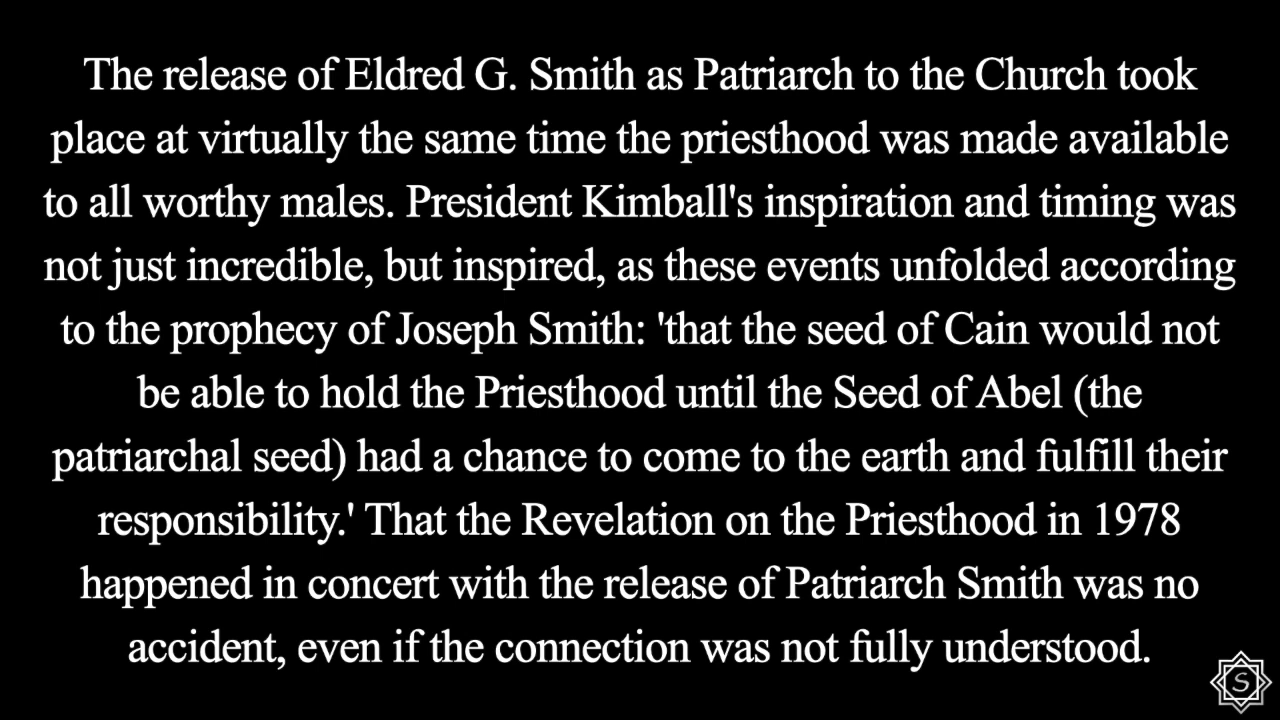 The release of Eldred G. Smith as Patriarch to the Church took
place at virtually the same time the priesthood was made available
to all worthy males. President Kimball's inspiration and timing was
not just incredible, but inspired, as these events unfolded according
to the prophecy of Joseph Smith: 'that the seed of Cain would not
be able to hold the Priesthood until the Seed of Abel (the
patriarchal seed) had a chance to come to the earth and fulfill their
responsibility.' That the Revelation on the Priesthood in 1978
happened in concert with the release of Patriarch Smith was no
accident, even if the connection was not fully understood.
S